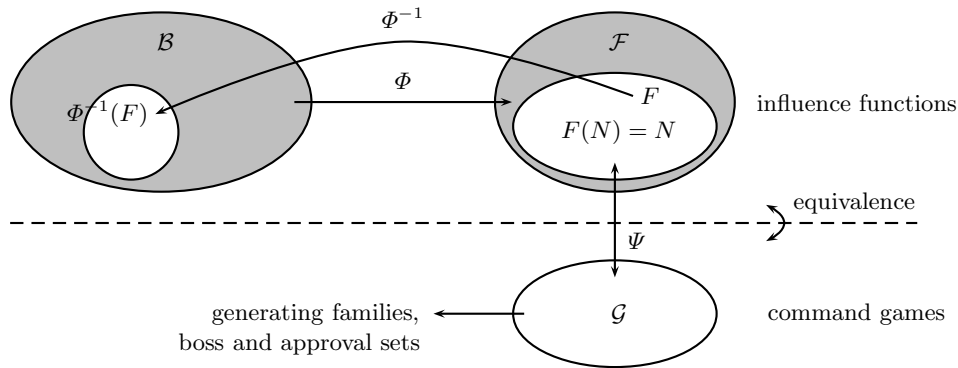 Φ⁻¹
ℬ
ℱ
Φ
Φ⁻¹(F)
F
influence functions
F(N) = N
equivalence
Ψ
generating families,
boss and approval sets
𝒢
command games